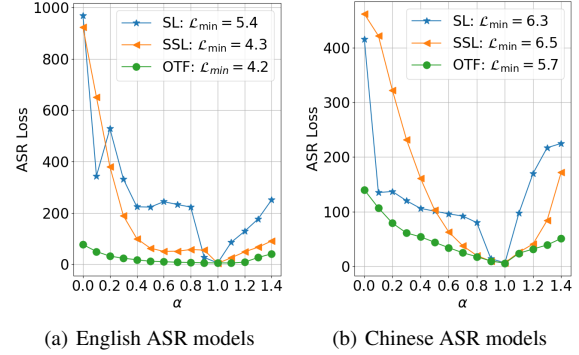 1000
800
600
400
200
0
ASR Loss
SL: ℒmin = 5.4
SSL: ℒmin = 4.3
OTF: ℒmin = 4.2
0.0 0.2 0.4 0.6 0.8 1.0 1.2 1.4
α
(a) English ASR models
400
300
200
100
0
ASR Loss
SL: ℒmin = 6.3
SSL: ℒmin = 6.5
OTF: ℒmin = 5.7
0.0 0.2 0.4 0.6 0.8 1.0 1.2 1.4
α
(b) Chinese ASR models